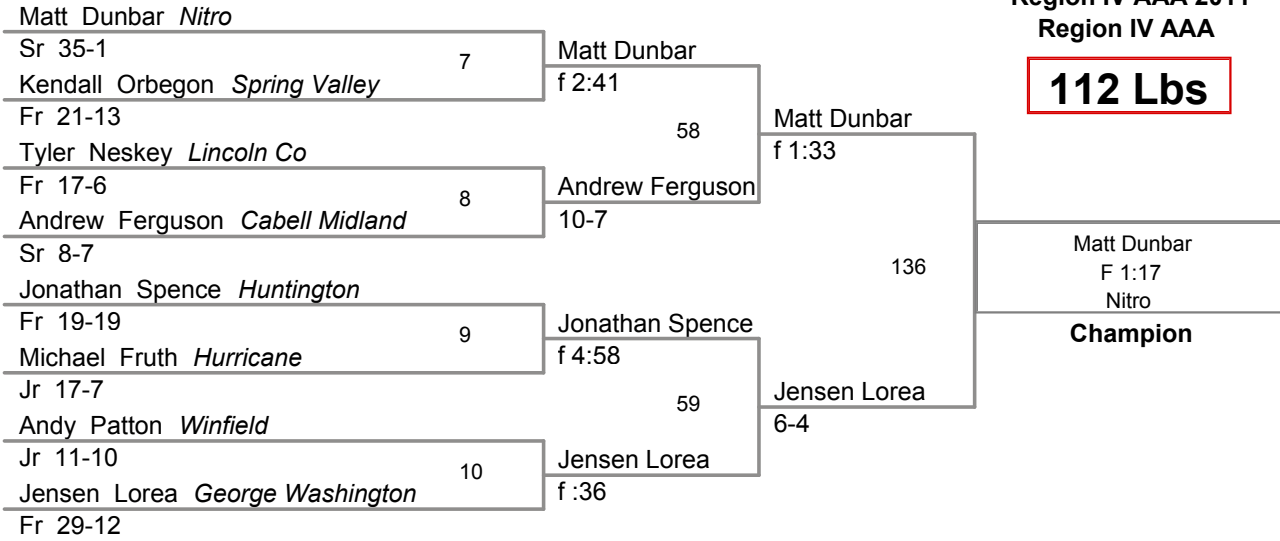 Region IV AAA 2011
Region IV AAA
112 Lbs
Matt Dunbar Nitro
Sr 35-1
7
Kendall Orbegon Spring Valley
Fr 21-13
Tyler Neskey Lincoln Co
Fr 17-6
8
Andrew Ferguson Cabell Midland
Sr 8-7
Jonathan Spence Huntington
Fr 19-19
9
Michael Fruth Hurricane
Jr 17-7
Andy Patton Winfield
Jr 11-10
10
Jensen Lorea George Washington
Fr 29-12
Matt Dunbar
f 2:41
58
Andrew Ferguson
10-7
Jonathan Spence
f 4:58
59
Jensen Lorea
f :36
Matt Dunbar
f 1:33
136
Jensen Lorea
6-4
Matt Dunbar
F 1:17
Nitro
Champion